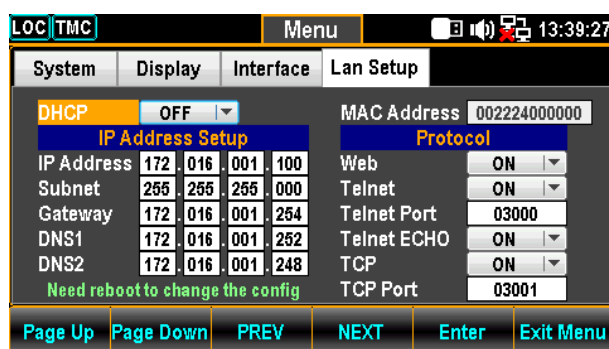 LOC TMC Menu 13:39:27
System Display Interface Lan Setup
DHCP OFF MAC Address 002224000000
IP Address Setup Protocol
IP Address 172 . 016 . 001 . 100 Web ON
Subnet 255 . 255 . 255 . 000 Telnet ON
Gateway 172 . 016 . 001 . 254 Telnet Port 03000
DNS1 172 . 016 . 001 . 252 Telnet ECHO ON
DNS2 172 . 016 . 001 . 248 TCP ON
Need reboot to change the config TCP Port 03001
Page Up Page Down PREV NEXT Enter Exit Menu